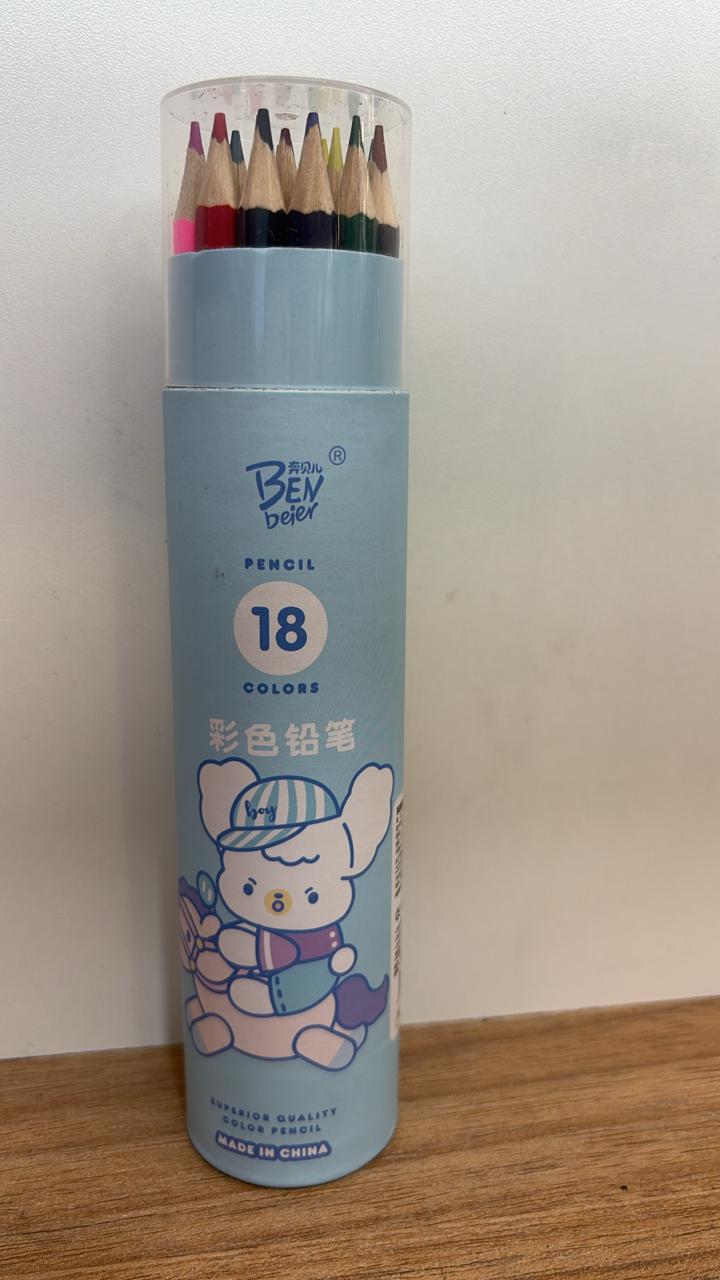 奔贝儿 ®
BEN
beier
PENCIL
18
COLORS
彩色铅笔
boy
SUPERIOR QUALITY
COLOR PENCIL
MADE IN CHINA